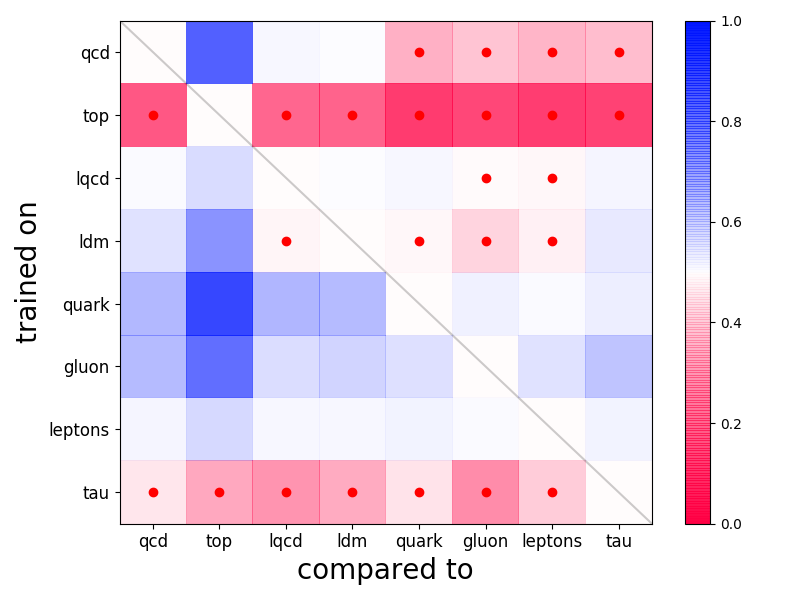 trained on
qcd
top
lqcd
ldm
quark
gluon
leptons
tau
qcd top lqcd ldm quark gluon leptons tau
compared to
1.0
0.8
0.6
0.4
0.2
0.0